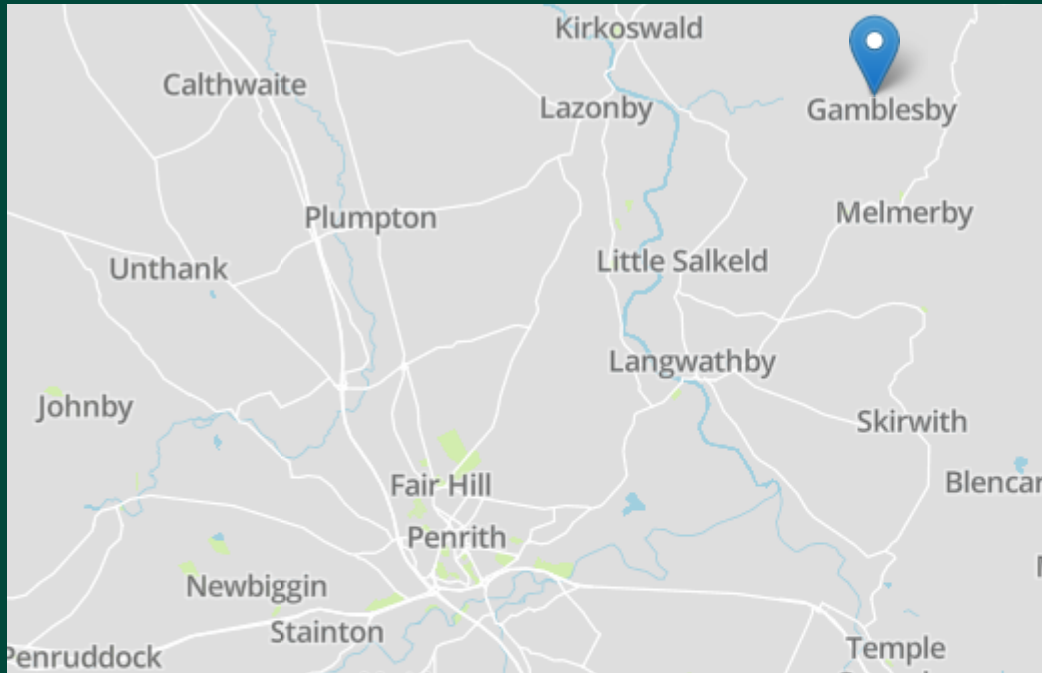 Kirkoswald
Calthwaite
Lazonby
Gamblesby
Plumpton
Melmerby
Unthank
Little Salkeld
Langwathby
Johnby
Skirwith
Fair Hill
Blencar
Penrith
Newbiggin
Stainton
Temple
Penruddock